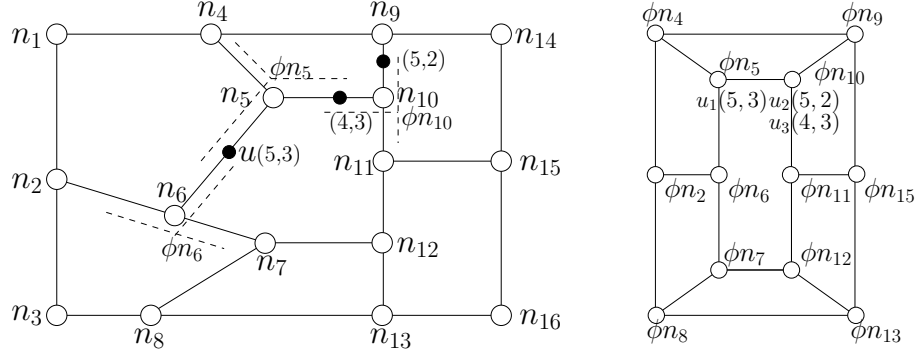 n₁
n₄
n₉
n₁₄
(5,2)
ϕn₅
n₅
n₁₀
(4,3)
ϕn₁₀
u(5,3)
n₁₁
n₁₅
n₂
n₆
ϕn₆
n₇
n₁₂
n₃
n₈
n₁₃
n₁₆
ϕn₄
ϕn₉
ϕn₅
ϕn₁₀
u₁(5,3) u₂(5,2)
u₃(4,3)
ϕn₂
ϕn₆
ϕn₁₁
ϕn₁₅
ϕn₇
ϕn₁₂
ϕn₈
ϕn₁₃